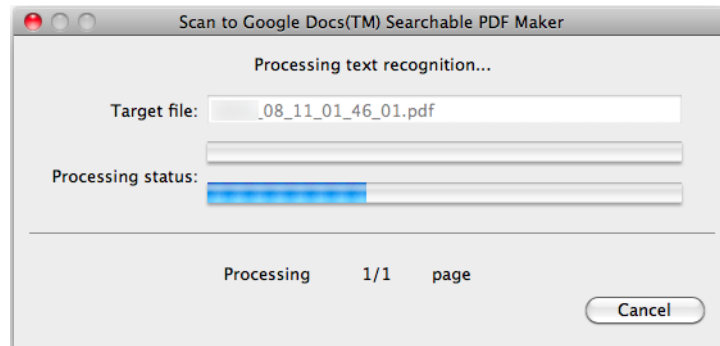 Scan to Google Docs(TM) Searchable PDF Maker
Processing text recognition...
Target file: _08_11_01_46_01.pdf
Processing status:
Processing 1/1 page
Cancel